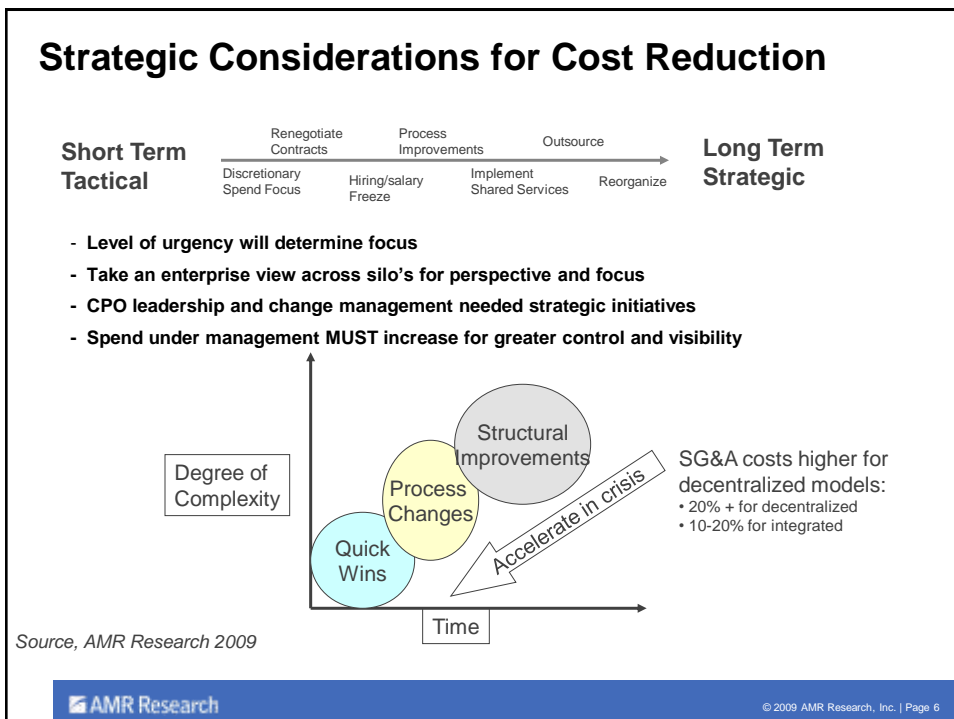 Strategic Considerations for Cost Reduction
Short Term
Tactical
Renegotiate
Contracts
Process
Improvements
Outsource
Discretionary
Spend Focus
Hiring/salary
Freeze
Implement
Shared Services
Reorganize
Long Term
Strategic
- Level of urgency will determine focus
- Take an enterprise view across silo's for perspective and focus
- CPO leadership and change management needed strategic initiatives
- Spend under management MUST increase for greater control and visibility
Degree of
Complexity
Quick
Wins
Process
Changes
Structural
Improvements
Accelerate in crisis
SG&A costs higher for
decentralized models:
• 20% + for decentralized
• 10-20% for integrated
Time
Source, AMR Research 2009
AMR Research
© 2009 AMR Research, Inc. | Page 6